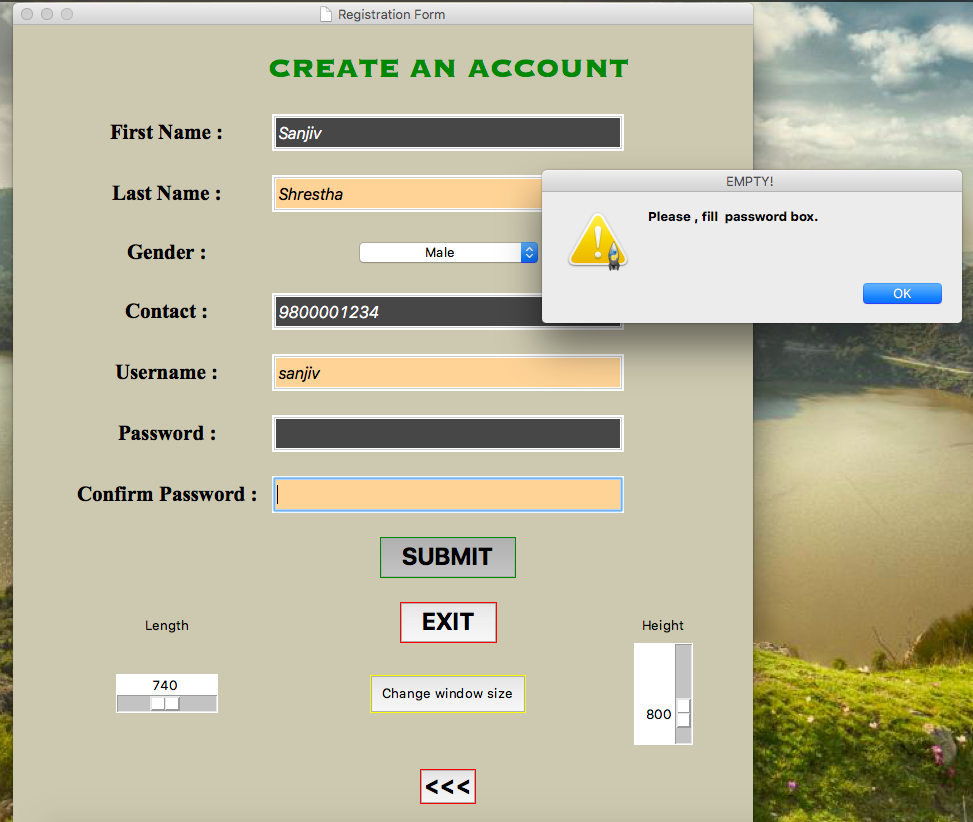 Registration Form
CREATE AN ACCOUNT
First Name : Sanjiv
Last Name : Shrestha
EMPTY!
Please , fill  password box.
OK
Gender : Male
Contact : 9800001234
Username : sanjiv
Password :
Confirm Password :
SUBMIT
EXIT
Length
Height
740
Change window size
800
<<<